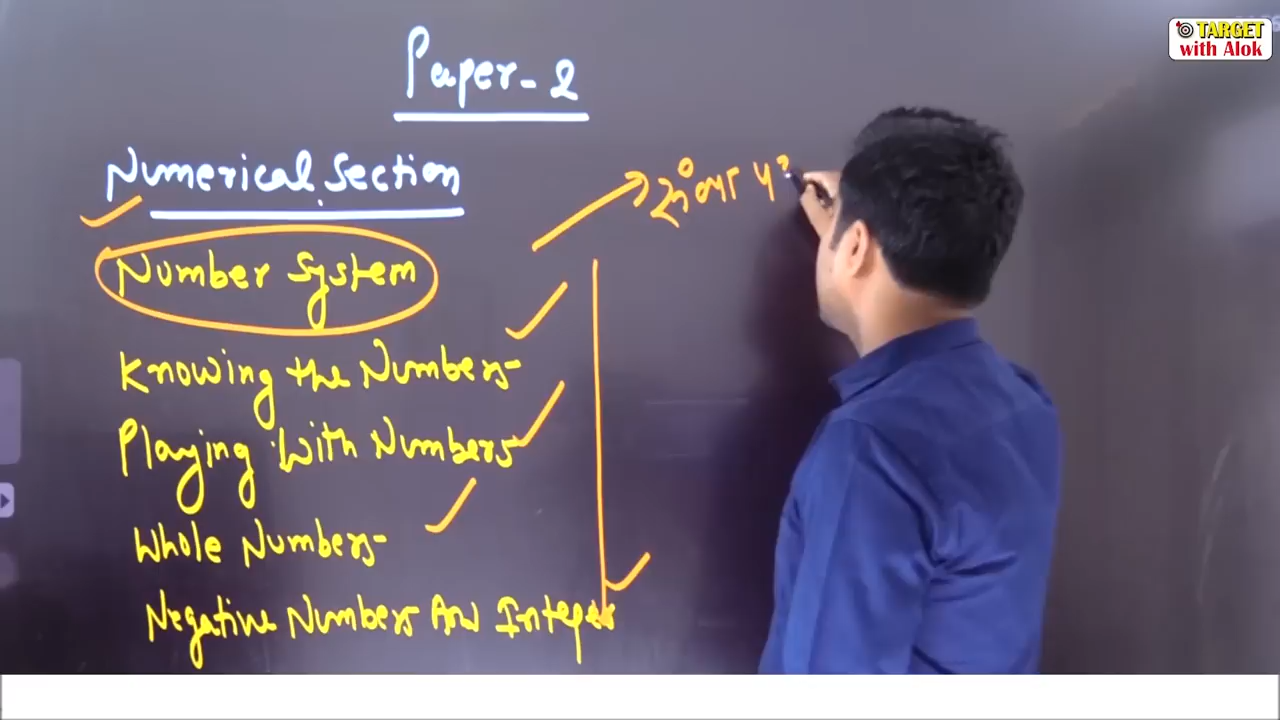 TARGET
with Alok
Paper-2
Numerical Section
Number System
Knowing the Numbers-
Playing With Numbers
Whole Numbers-
Negative Numbers And Integers